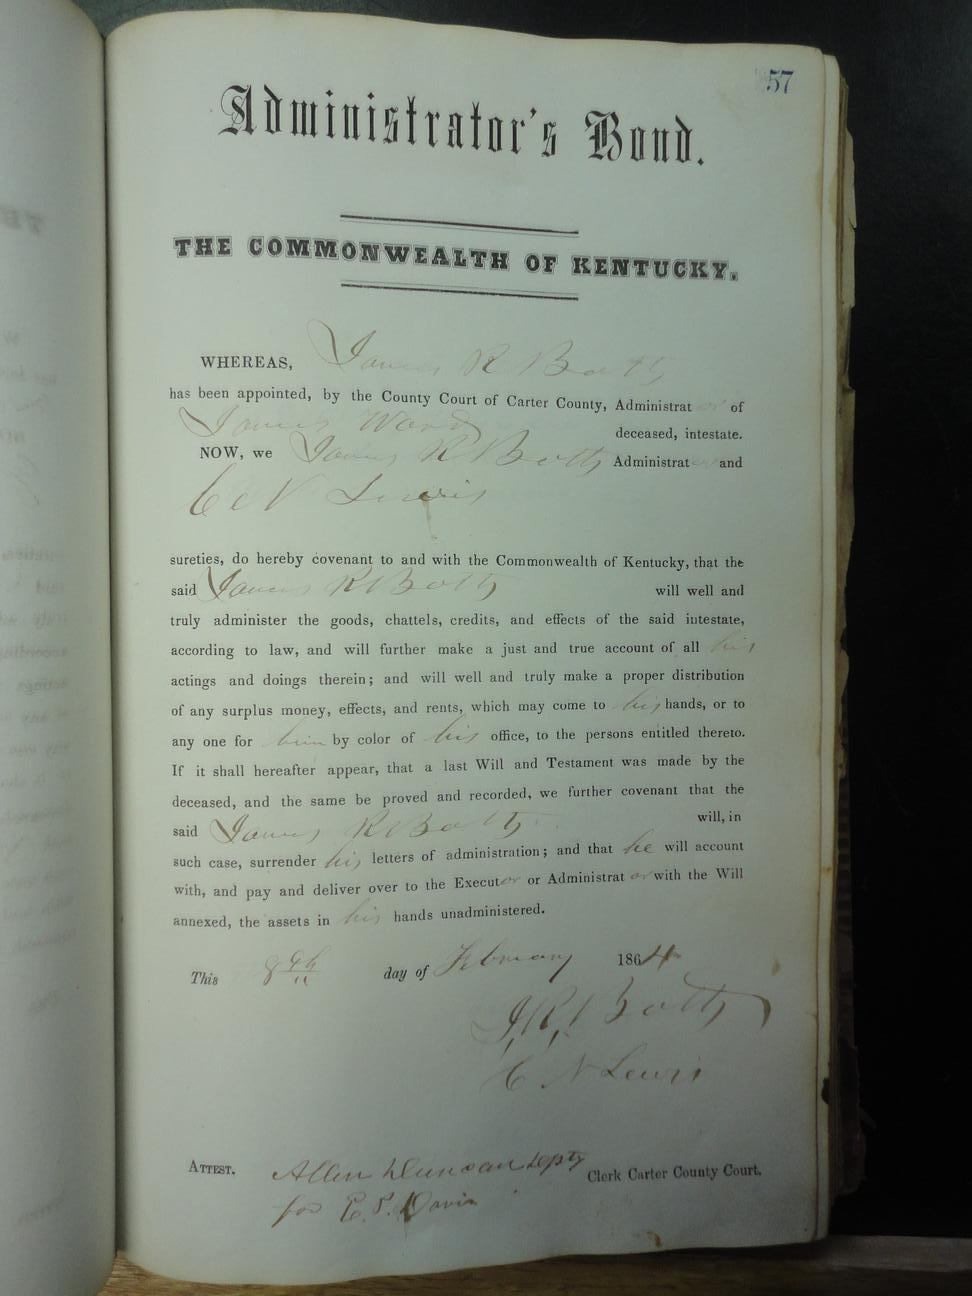 57
Administrator's Bond.
THE COMMONWEALTH OF KENTUCKY.
WHEREAS, James R Botts
has been appointed, by the County Court of Carter County, Administrator of
James Ward deceased, intestate.
NOW, we James R Botts Administrator and
C N Lewis
sureties, do hereby covenant to and with the Commonwealth of Kentucky, that the
said James R Botts will well and
truly administer the goods, chattels, credits, and effects of the said intestate,
according to law, and will further make a just and true account of all his
actings and doings therein; and will well and truly make a proper distribution
of any surplus money, effects, and rents, which may come to his hands, or to
any one for him by color of his office, to the persons entitled thereto.
If it shall hereafter appear, that a last Will and Testament was made by the
deceased, and the same be proved and recorded, we further covenant that the
said James R Botts will, in
such case, surrender his letters of administration; and that he will account
with, and pay and deliver over to the Executor or Administrator with the Will
annexed, the assets in his hands unadministered.
This 8th day of February 1864
J. R. Botts
C N Lewis
ATTEST. Allen Duncan Depty Clerk Carter County Court.
for E. P. Davis